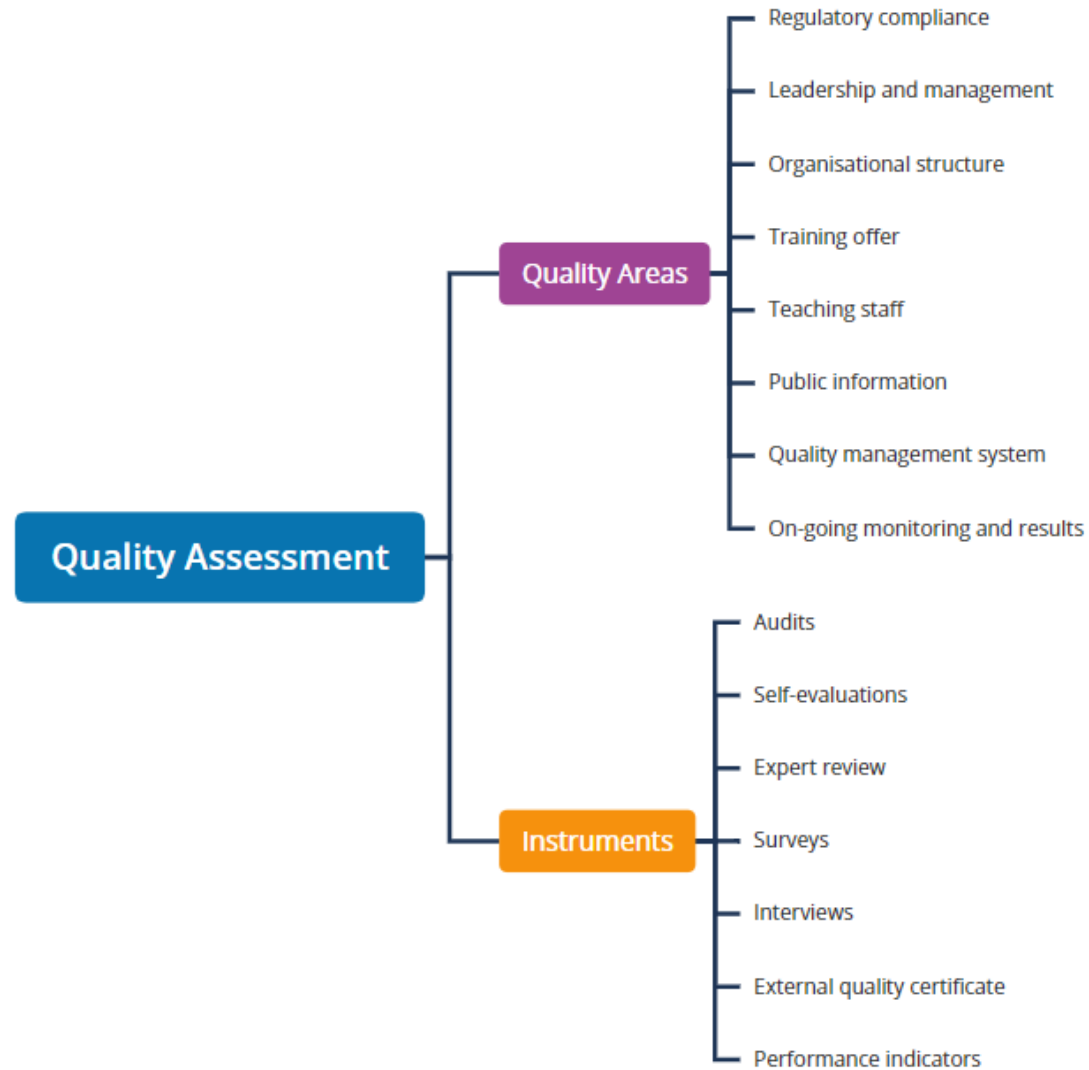 Quality Assessment
Quality Areas
Regulatory compliance
Leadership and management
Organisational structure
Training offer
Teaching staff
Public information
Quality management system
On-going monitoring and results
Instruments
Audits
Self-evaluations
Expert review
Surveys
Interviews
External quality certificate
Performance indicators